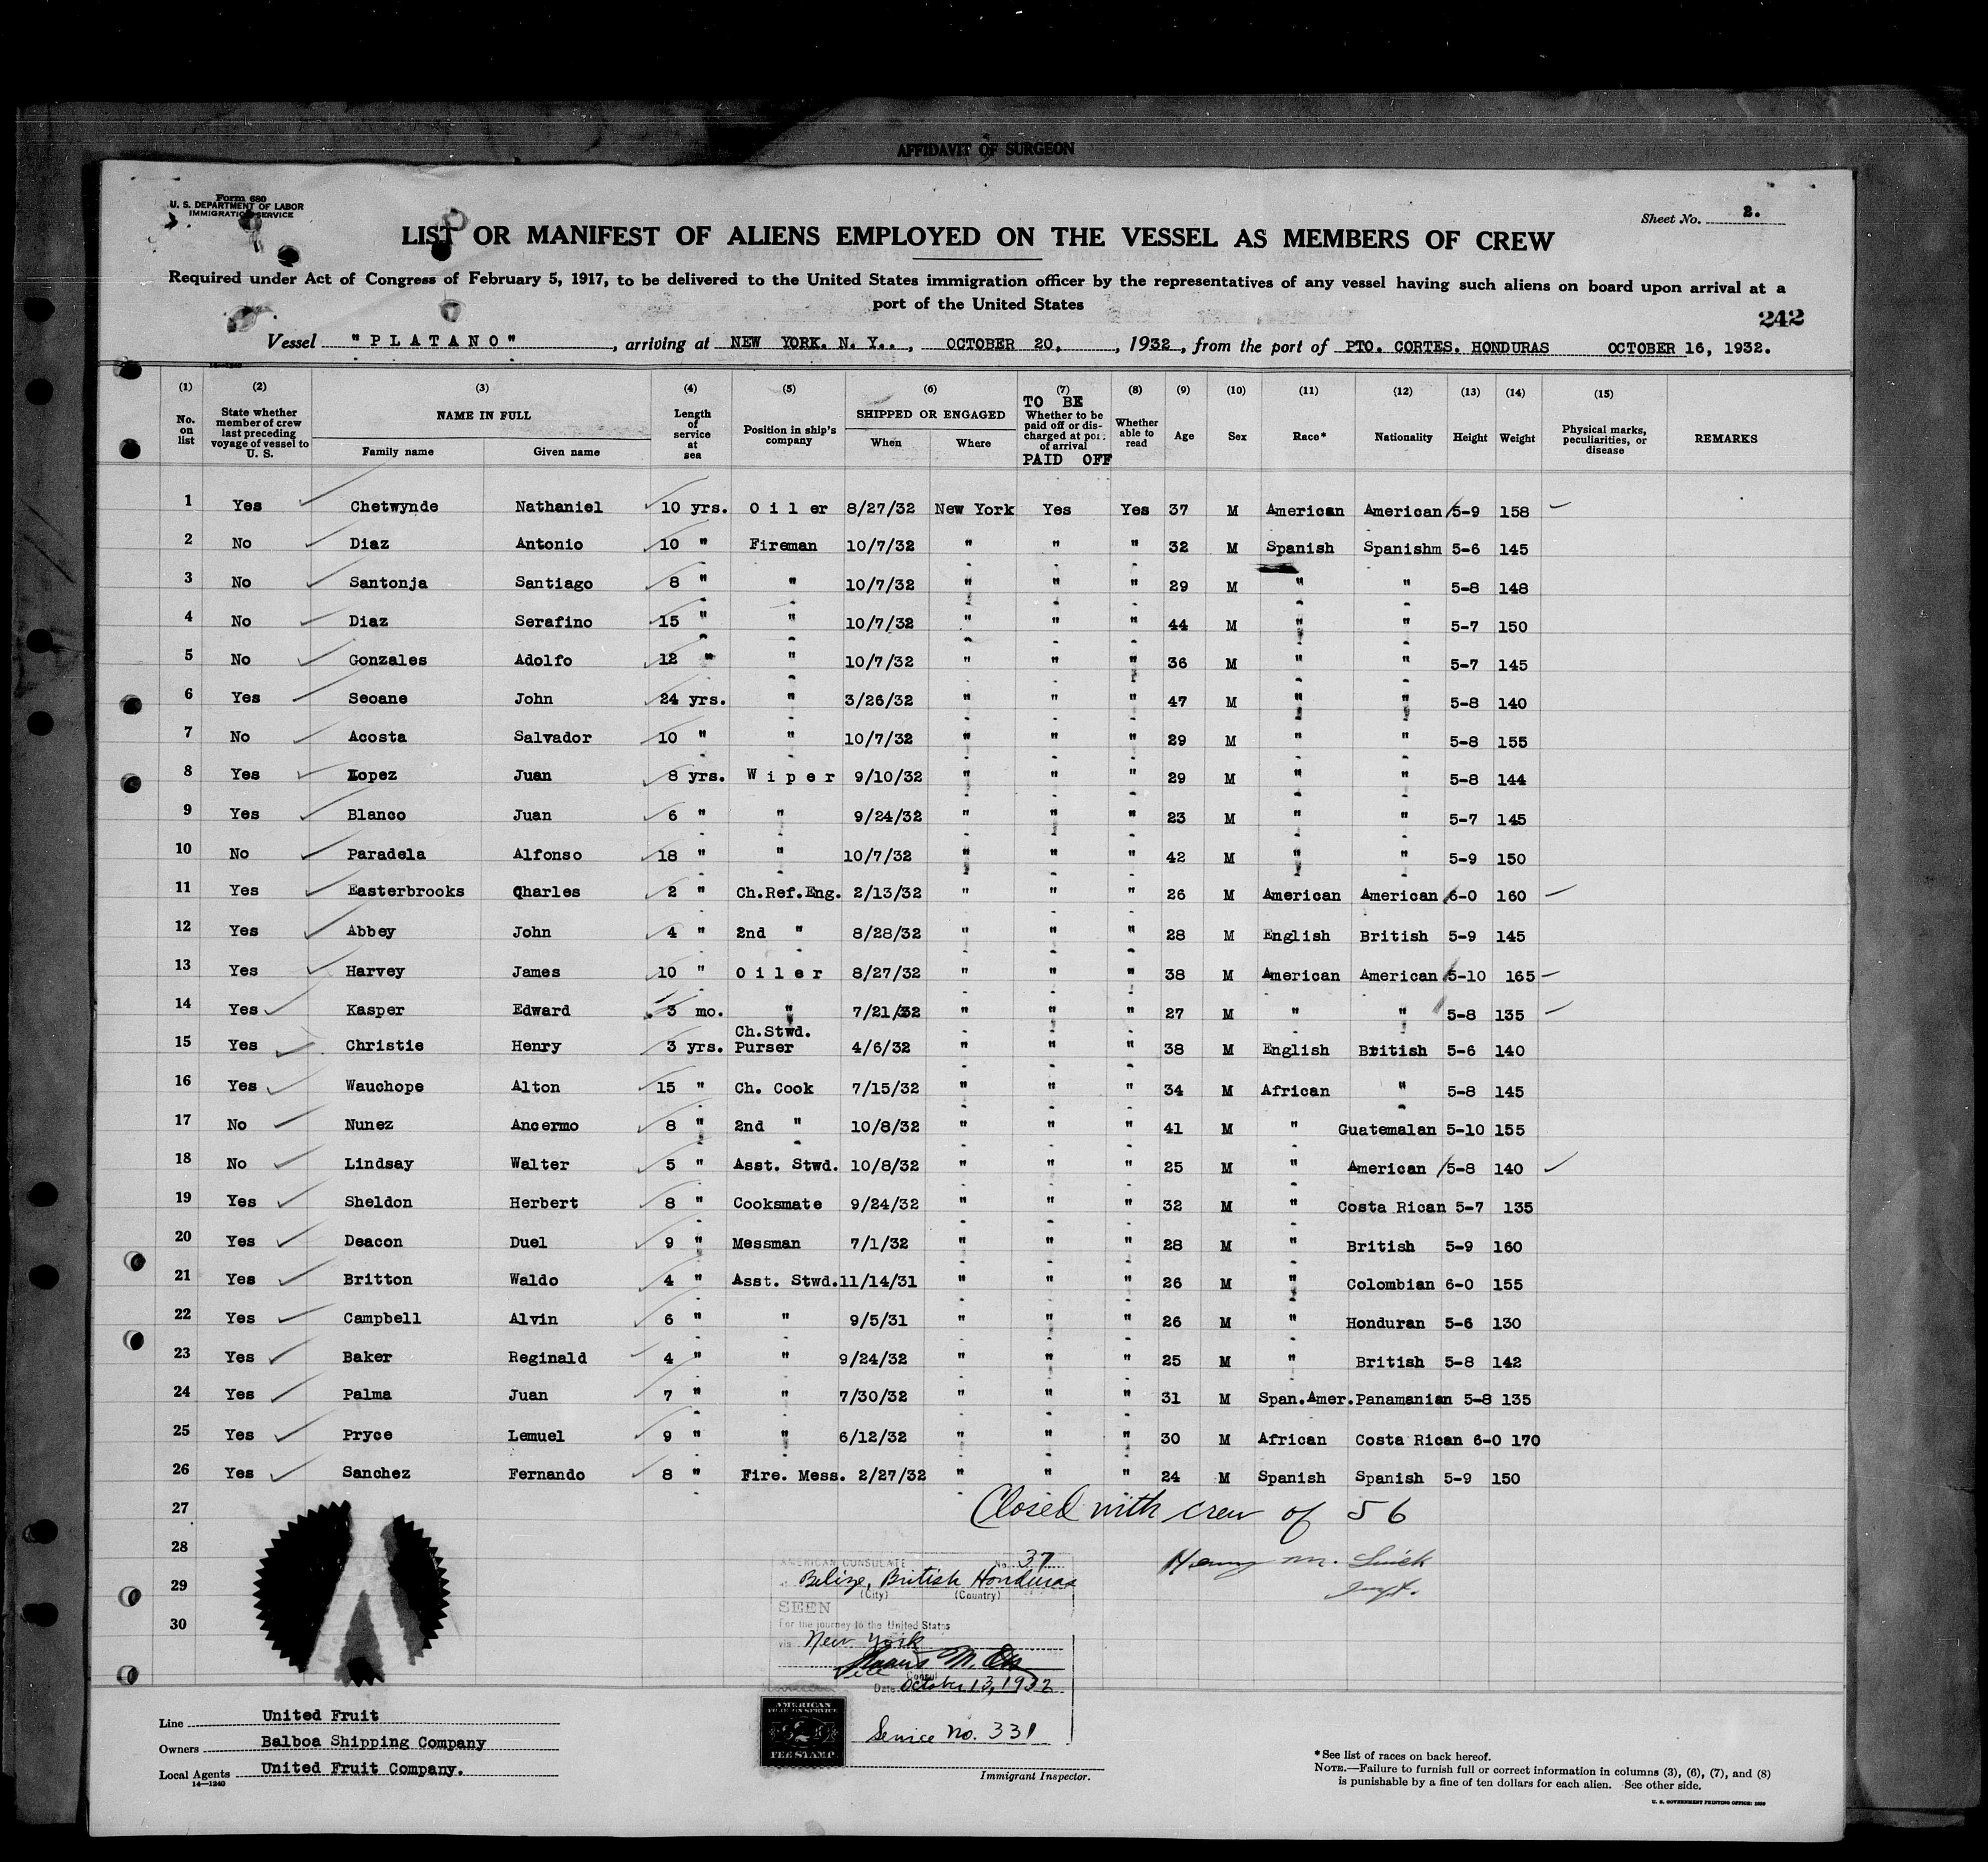 AFFIDAVIT OF SURGEON
Form 680
U. S. DEPARTMENT OF LABOR
IMMIGRATION SERVICE
Sheet No. 2.
LIST OR MANIFEST OF ALIENS EMPLOYED ON THE VESSEL AS MEMBERS OF CREW
Required under Act of Congress of February 5, 1917, to be delivered to the United States immigration officer by the representatives of any vessel having such aliens on board upon arrival at a
port of the United States
242
Vessel "PLATANO", arriving at NEW YORK. N. Y.., OCTOBER 20, , 1932, from the port of PTO. CORTES. HONDURAS OCTOBER 16, 1932.
14—1240
(1) (2) (3) (4) (5) (6) (7) (8) (9) (10) (11) (12) (13) (14) (15)
No. on list
State whether member of crew last preceding voyage of vessel to U. S.
NAME IN FULL
Family name Given name
Length of service at sea
Position in ship's company
SHIPPED OR ENGAGED
When Where
TO BE
Whether to be paid off or discharged at port of arrival
PAID OFF
Whether able to read
Age Sex Race* Nationality Height Weight
Physical marks, peculiarities, or disease
REMARKS
1 Yes Chetwynde Nathaniel 10 yrs. Oiler 8/27/32 New York Yes Yes 37 M American American 5-9 158
2 No Diaz Antonio 10 " Fireman 10/7/32 " " " 32 M Spanish Spanishm 5-6 145
3 No Santonja Santiago 8 " " 10/7/32 " " " 29 M " " 5-8 148
4 No Diaz Serafino 15 " " 10/7/32 " " " 44 M " " 5-7 150
5 No Gonzales Adolfo 12 " " 10/7/32 " " " 36 M " " 5-7 145
6 Yes Seoane John 24 yrs. " 3/26/32 " " " 47 M " " 5-8 140
7 No Acosta Salvador 10 " " 10/7/32 " " " 29 M " " 5-8 155
8 Yes Lopez Juan 8 yrs. Wiper 9/10/32 " " " 29 M " " 5-8 144
9 Yes Blanco Juan 6 " " 9/24/32 " " " 23 M " " 5-7 145
10 No Paradela Alfonso 18 " " 10/7/32 " " " 42 M " " 5-9 150
11 Yes Easterbrooks Charles 2 " Ch.Ref.Eng. 2/13/32 " " " 26 M American American 6-0 160
12 Yes Abbey John 4 " 2nd " 8/28/32 " " " 28 M English British 5-9 145
13 Yes Harvey James 10 " Oiler 8/27/32 " " " 38 M American American 5-10 165
14 Yes Kasper Edward 3 mo. " 7/21/32 " " " 27 M " " 5-8 135
15 Yes Christie Henry 3 yrs. Ch.Stwd. Purser 4/6/32 " " " 38 M English British 5-6 140
16 Yes Wauchope Alton 15 " Ch. Cook 7/15/32 " " " 34 M African " 5-8 145
17 No Nunez Ancermo 8 " 2nd " 10/8/32 " " " 41 M " Guatemalan 5-10 155
18 No Lindsay Walter 5 " Asst. Stwd. 10/8/32 " " " 25 M " American 5-8 140
19 Yes Sheldon Herbert 8 " Cooksmate 9/24/32 " " " 32 M " Costa Rican 5-7 135
20 Yes Deacon Duel 9 " Messman 7/1/32 " " " 28 M " British 5-9 160
21 Yes Britton Waldo 4 " Asst. Stwd. 11/14/31 " " " 26 M " Colombian 6-0 155
22 Yes Campbell Alvin 6 " " 9/5/31 " " " 26 M " Honduran 5-6 130
23 Yes Baker Reginald 4 " " 9/24/32 " " " 25 M " British 5-8 142
24 Yes Palma Juan 7 " " 7/30/32 " " " 31 M Span.Amer. Panamanian 5-8 135
25 Yes Pryce Lemuel 9 " " 6/12/32 " " " 30 M African Costa Rican 6-0 170
26 Yes Sanchez Fernando 8 " Fire. Mess. 2/27/32 " " " 24 M Spanish Spanish 5-9 150
27
Closed with crew of 56
28
29
30
AMERICAN CONSULATE No. 37
Belize, British Honduras
(City) (Country)
SEEN
For the journey to the United States
via New York
Vice Consul
Date October 13, 1932
AMERICAN
FOREIGN SERVICE
2
FEE STAMP
Service No. 331
Immigrant Inspector.
Line United Fruit
Owners Balboa Shipping Company
Local Agents United Fruit Company.
14—1240
*See list of races on back hereof.
NOTE.—Failure to furnish full or correct information in columns (3), (6), (7), and (8)
is punishable by a fine of ten dollars for each alien. See other side.
U. S. GOVERNMENT PRINTING OFFICE: 1930